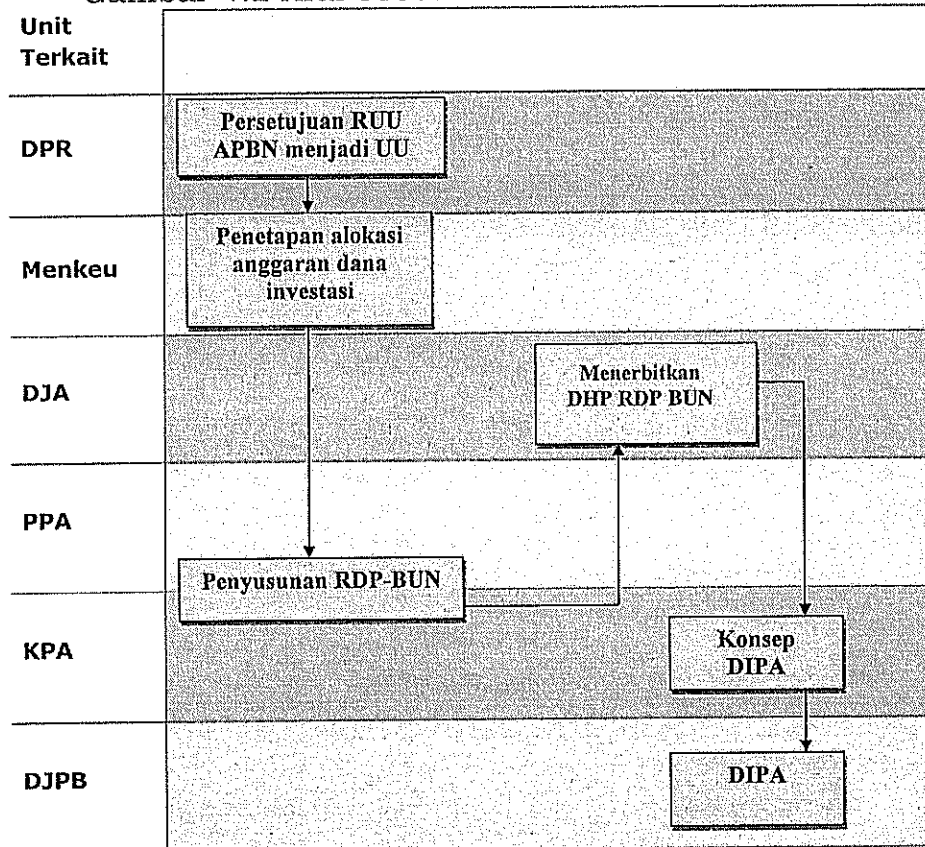 Unit
Terkait
DPR
Persetujuan RUU
APBN menjadi UU
Menkeu
Penetapan alokasi
anggaran dana
investasi
DJA
Menerbitkan
DHP RDP BUN
PPA
Penyusunan RDP-BUN
KPA
Konsep
DIPA
DJPB
DIPA